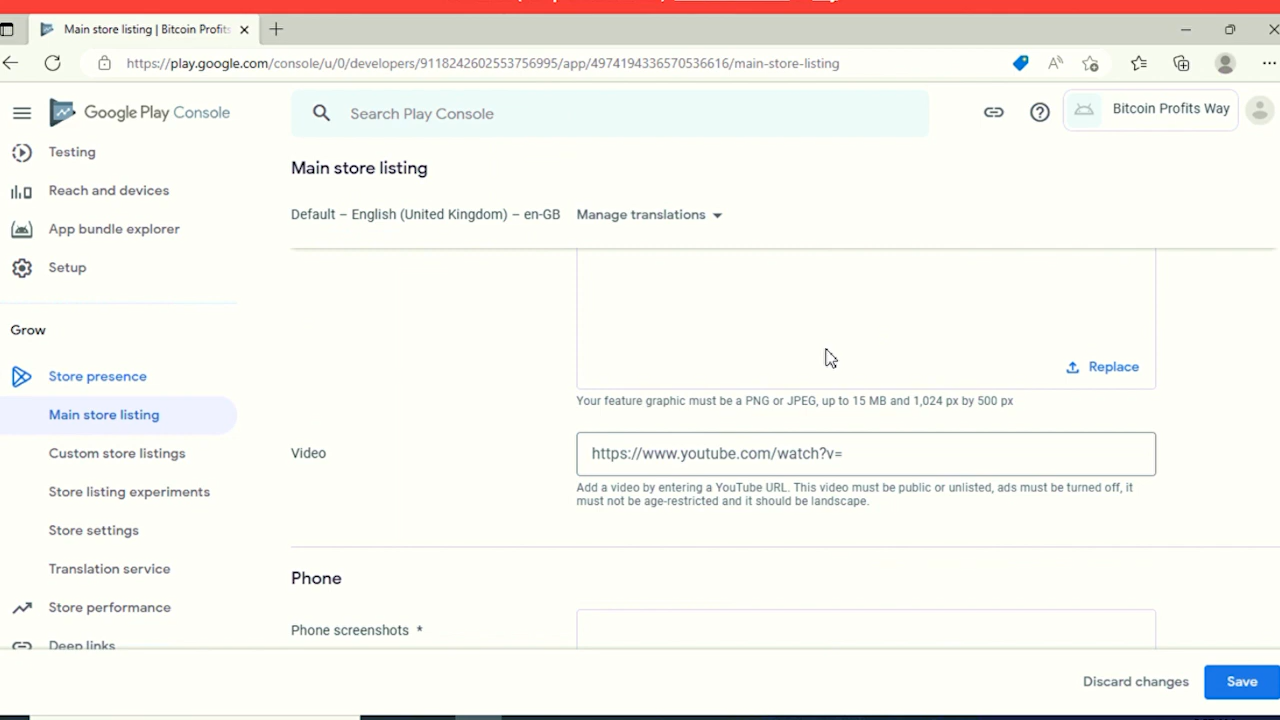 Main store listing | Bitcoin Profits
https://play.google.com/console/u/0/developers/9118242602553756995/app/4974194336570536616/main-store-listing
Google Play Console
Search Play Console
Bitcoin Profits Way
Testing
Reach and devices
App bundle explorer
Setup
Grow
Store presence
Main store listing
Custom store listings
Store listing experiments
Store settings
Translation service
Store performance
Deep links
Main store listing
Default – English (United Kingdom) – en-GB Manage translations
Replace
Your feature graphic must be a PNG or JPEG, up to 15 MB and 1,024 px by 500 px
Video
https://www.youtube.com/watch?v=
Add a video by entering a YouTube URL. This video must be public or unlisted, ads must be turned off, it
must not be age-restricted and it should be landscape.
Phone
Phone screenshots *
Discard changes
Save